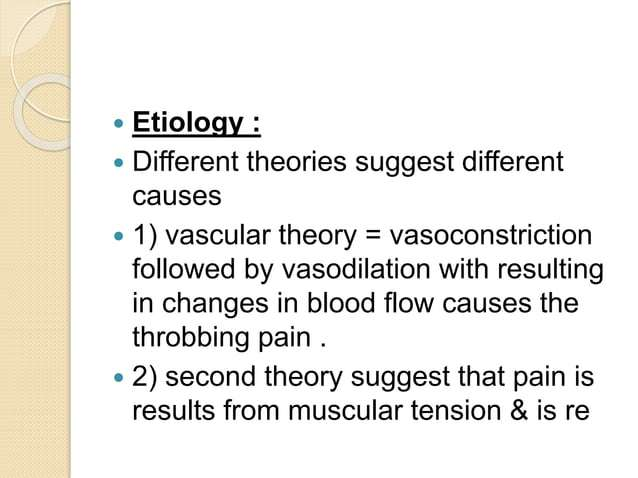 • Etiology :
• Different theories suggest different
causes
• 1) vascular theory = vasoconstriction
followed by vasodilation with resulting
in changes in blood flow causes the
throbbing pain .
• 2) second theory suggest that pain is
results from muscular tension & is re